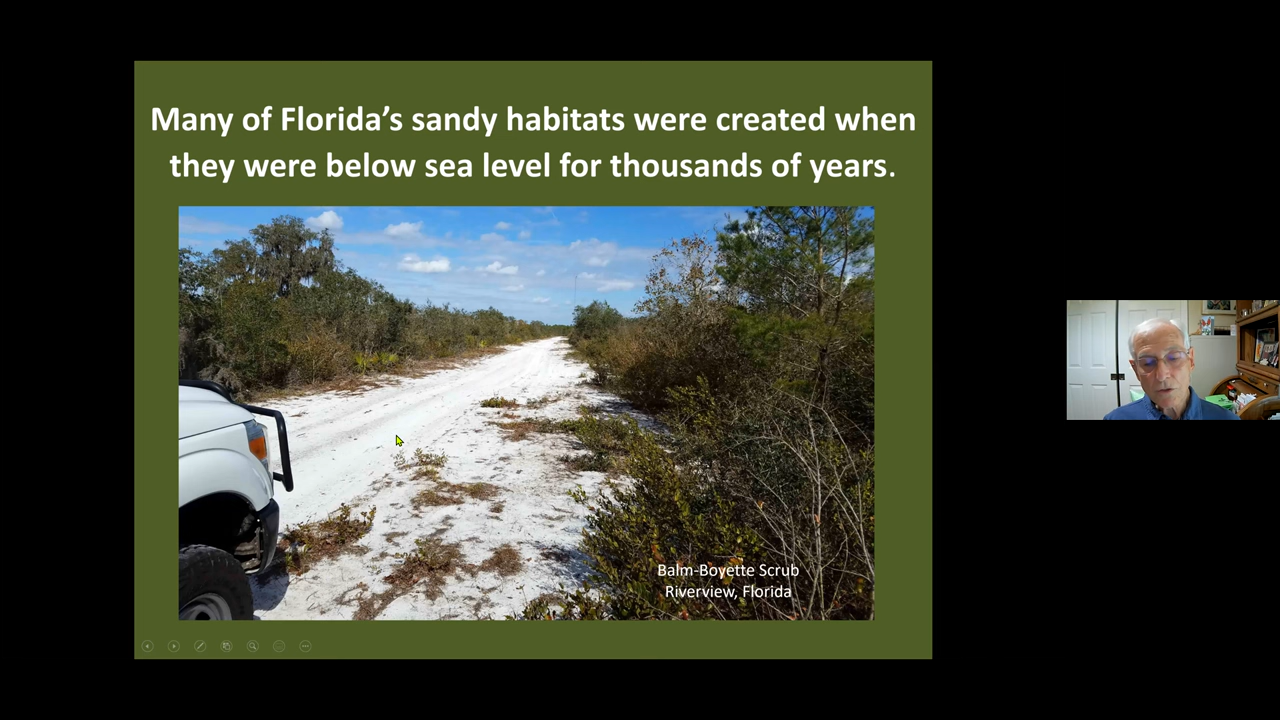 Many of Florida’s sandy habitats were created when
they were below sea level for thousands of years.
Balm-Boyette Scrub
Riverview, Florida